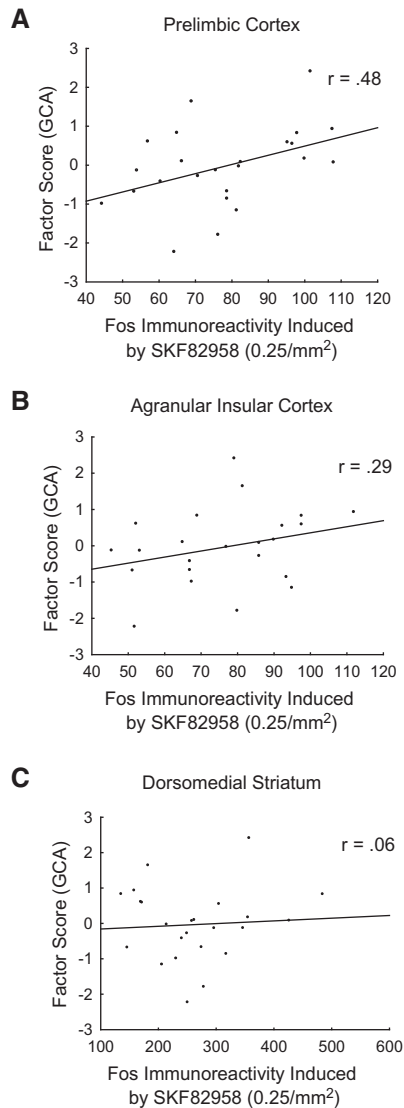 A
Prelimbic Cortex
3
2
1
0
-1
-2
-3
Factor Score (GCA)
r = .48
40 50 60 70 80 90 100 110 120
Fos Immunoreactivity Induced
by SKF82958 (0.25/mm²)
B
Agranular Insular Cortex
3
2
1
0
-1
-2
-3
Factor Score (GCA)
r = .29
40 50 60 70 80 90 100 110 120
Fos Immunoreactivity Induced
by SKF82958 (0.25/mm²)
C
Dorsomedial Striatum
3
2
1
0
-1
-2
-3
Factor Score (GCA)
r = .06
100 200 300 400 500 600
Fos Immunoreactivity Induced
by SKF82958 (0.25/mm²)